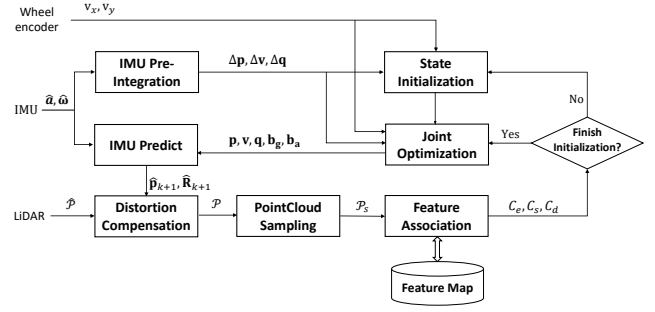 Wheel encoder
v_x, v_y
IMU Pre-Integration
Δp, Δv, Δq
State Initialization
IMU
â, ω̂
No
IMU Predict
p, v, q, b_g, b_a
Joint Optimization
Yes
Finish Initialization?
p̂_{k+1}, R̂_{k+1}
LiDAR
𝒫̂
Distortion Compensation
𝒫
PointCloud Sampling
𝒫_s
Feature Association
C_e, C_s, C_d
Feature Map